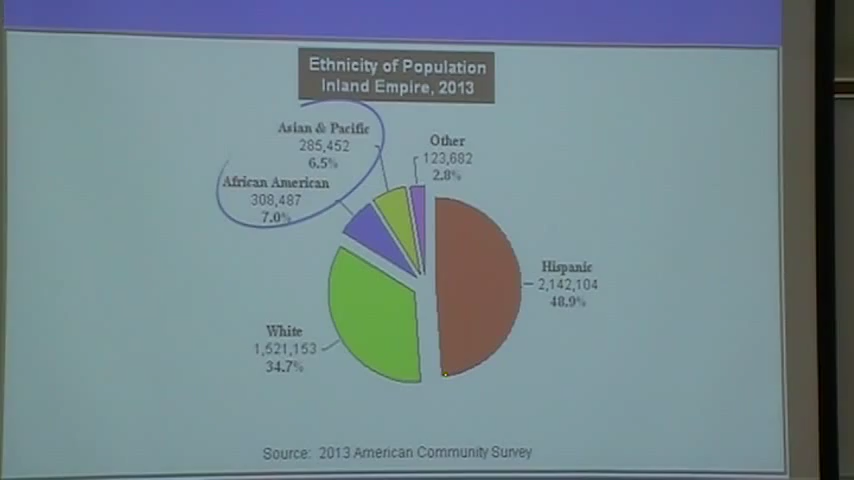 Ethnicity of Population
Inland Empire, 2013
Asian & Pacific
285,452
6.5%
Other
123,682
2.8%
African American
308,487
7.0%
Hispanic
2,142,104
48.9%
White
1,521,153
34.7%
Source: 2013 American Community Survey